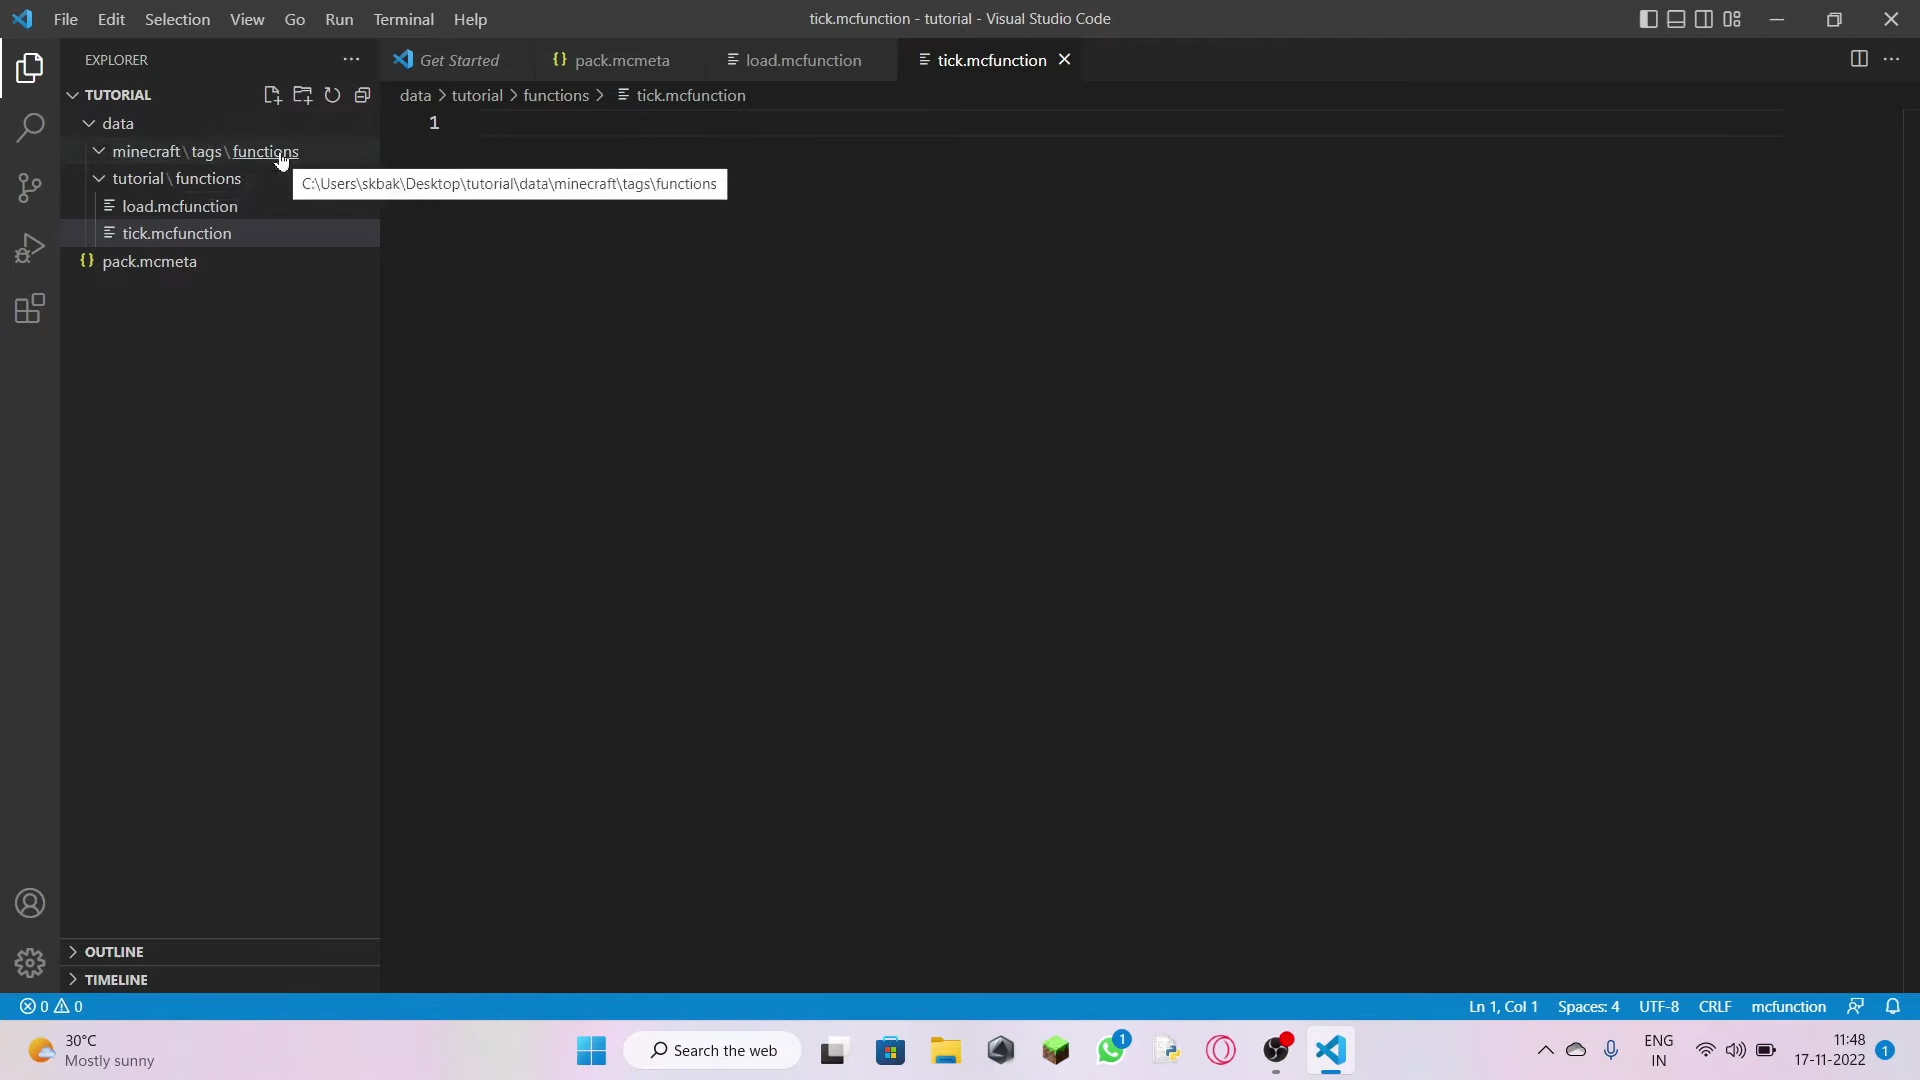 File Edit Selection View Go Run Terminal Help
tick.mcfunction - tutorial - Visual Studio Code
EXPLORER
Get Started
pack.mcmeta
load.mcfunction
tick.mcfunction
TUTORIAL
data > tutorial > functions > tick.mcfunction
1
data
minecraft\tags\functions
C:\Users\skbak\Desktop\tutorial\data\minecraft\tags\functions
tutorial\functions
load.mcfunction
tick.mcfunction
pack.mcmeta
OUTLINE
TIMELINE
0 0
Ln 1, Col 1 Spaces: 4 UTF-8 CRLF mcfunction
30°C
Mostly sunny
Search the web
1
ENG
IN
11:48
17-11-2022
1